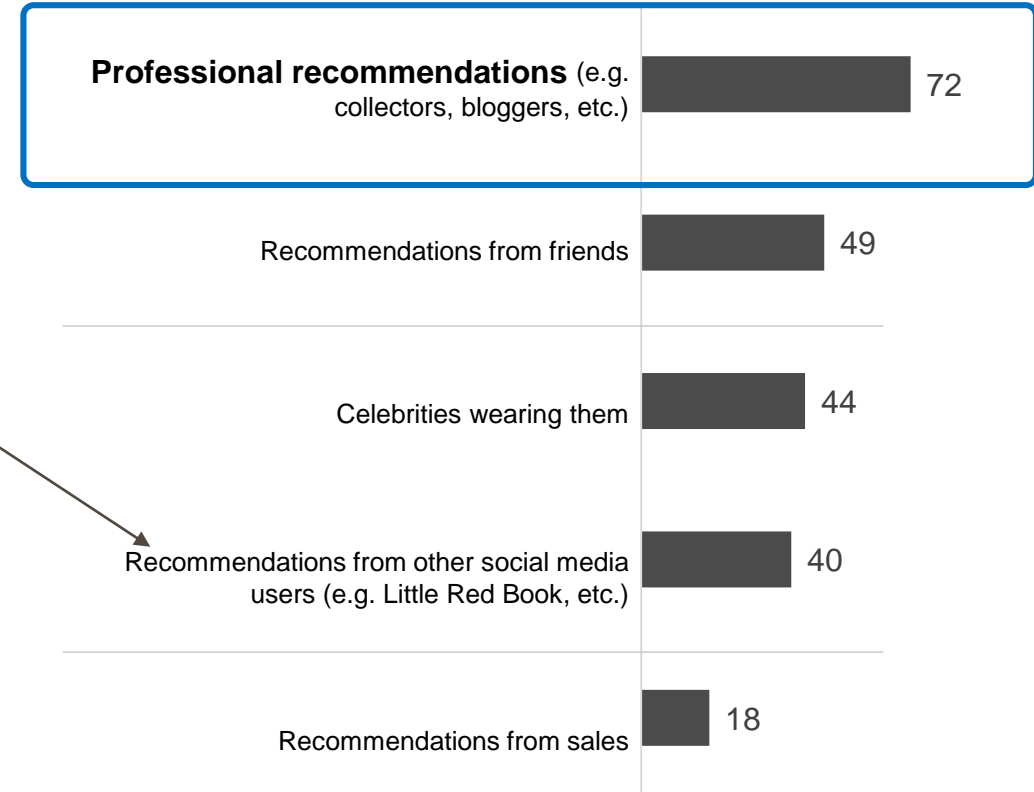 Professional recommendations (e.g.
collectors, bloggers, etc.)
72
Recommendations from friends
49
Celebrities wearing them
44
Recommendations from other social media
users (e.g. Little Red Book, etc.)
40
Recommendations from sales
18